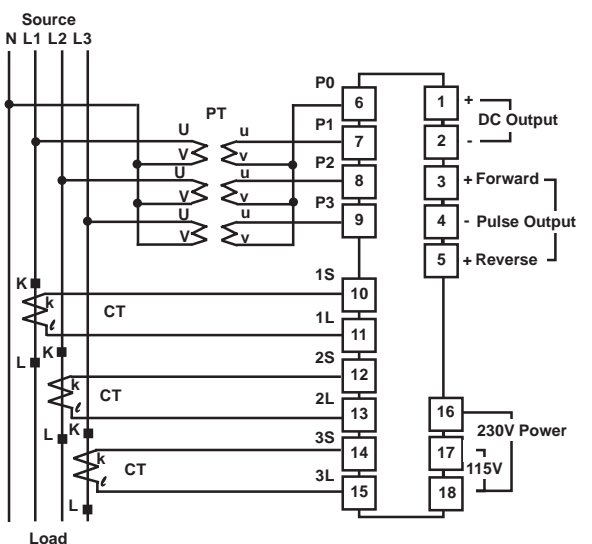 Source
N L1 L2 L3
P0
6
1
+
DC Output
PT
U
u
P1
7
2
-
V
v
P2
U
u
8
3
+ Forward
V
v
P3
U
u
9
4
- Pulse Output
V
v
5
+ Reverse
1S
K
k
10
CT
ℓ
1L
11
L
K
2S
12
k
CT
ℓ
2L
13
16
230V Power
L
K
3S
14
17
115V
k
CT
ℓ
3L
15
18
L
Load